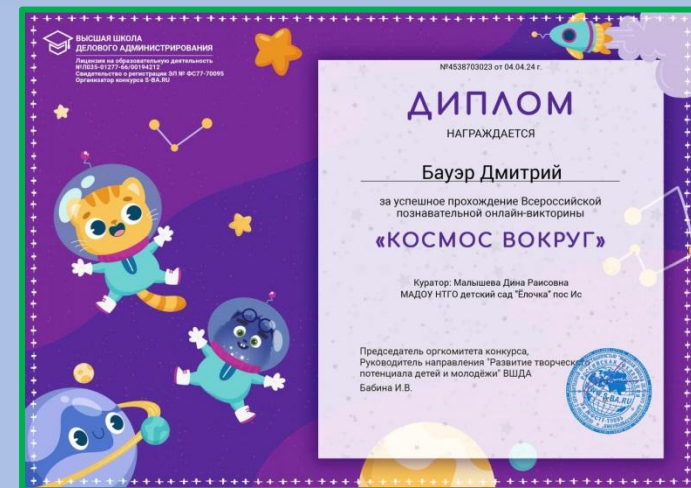 ВЫСШАЯ ШКОЛА
ДЕЛОВОГО АДМИНИСТРИРОВАНИЯ
Лицензия на образовательную деятельность
№Л035-01277-66/00194212
Свидетельство о регистрации ЭЛ № ФС77-70095
Организатор конкурса S-BA.RU
№4538703023 от 04.04.24 г.
ДИПЛОМ
НАГРАЖДАЕТСЯ
Бауэр Дмитрий
за успешное прохождение Всероссийской
познавательной онлайн-викторины
«КОСМОС ВОКРУГ»
Куратор: Малышева Дина Раисовна
МАДОУ НТГО детский сад "Ёлочка" пос Ис
Председатель оргкомитета конкурса,
Руководитель направления "Развитие творческого
потенциала детей и молодёжи" ВШДА
Бабина И.В.
S-BA.RU